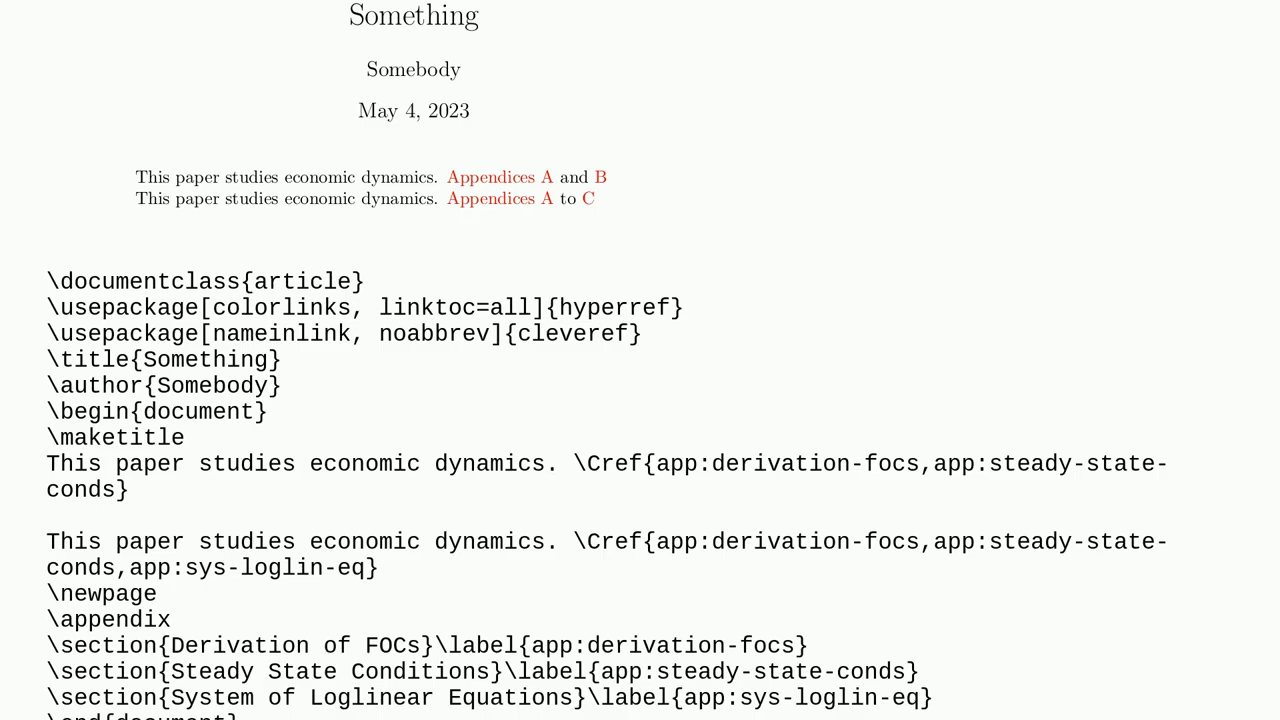 Something
Somebody
May 4, 2023
This paper studies economic dynamics. Appendices A and B
This paper studies economic dynamics. Appendices A to C
\documentclass{article}
\usepackage[colorlinks, linktoc=all]{hyperref}
\usepackage[nameinlink, noabbrev]{cleveref}
\title{Something}
\author{Somebody}
\begin{document}
\maketitle
This paper studies economic dynamics. \Cref{app:derivation-focs,app:steady-state-
conds}
This paper studies economic dynamics. \Cref{app:derivation-focs,app:steady-state-
conds,app:sys-loglin-eq}
\newpage
\appendix
\section{Derivation of FOCs}\label{app:derivation-focs}
\section{Steady State Conditions}\label{app:steady-state-conds}
\section{System of Loglinear Equations}\label{app:sys-loglin-eq}
\end{document}